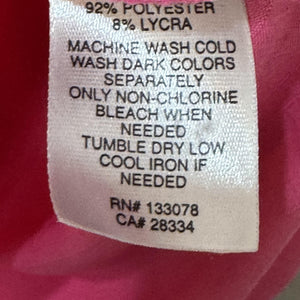 92% POLYESTER
8% LYCRA
MACHINE WASH COLD
WASH DARK COLORS
SEPARATELY
ONLY NON-CHLORINE
BLEACH WHEN
NEEDED
TUMBLE DRY LOW
COOL IRON IF
NEEDED
RN# 133078
CA# 28334